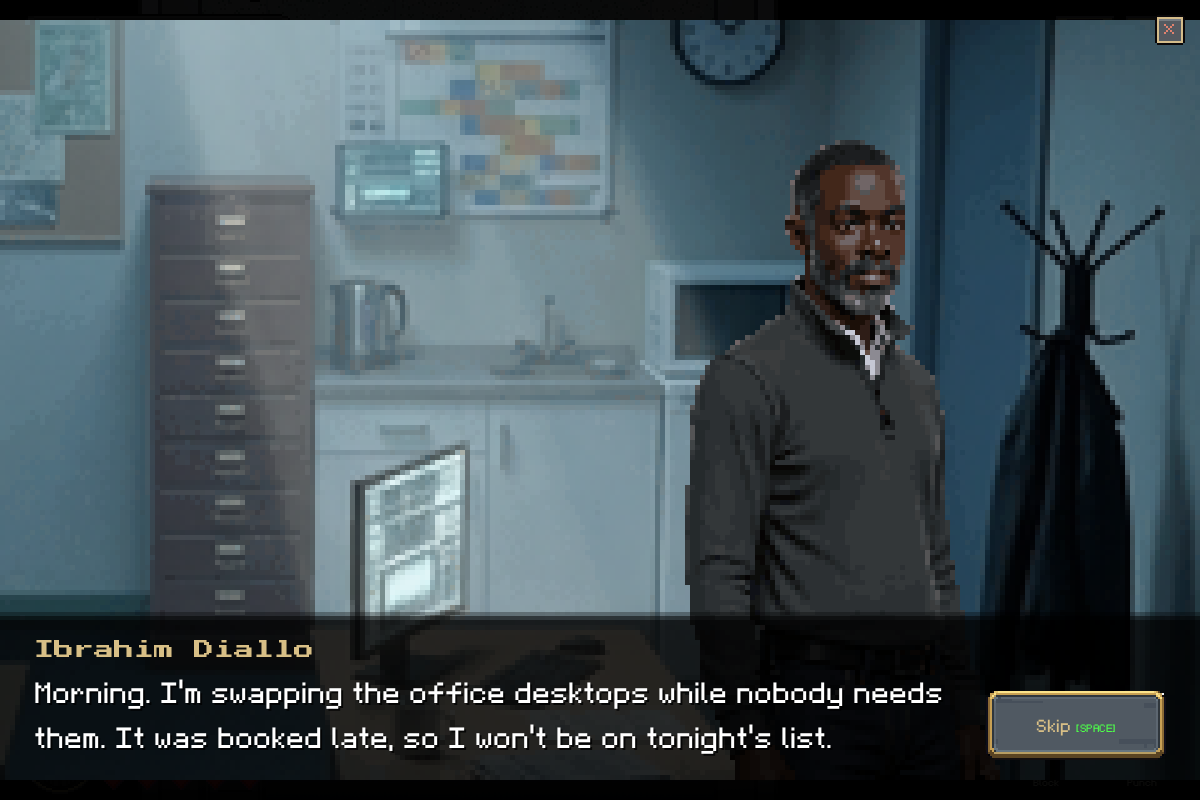 Ibrahim Diallo
Morning. I'm swapping the office desktops while nobody needs
them. It was booked late, so I won't be on tonight's list.
Skip [SPACE]